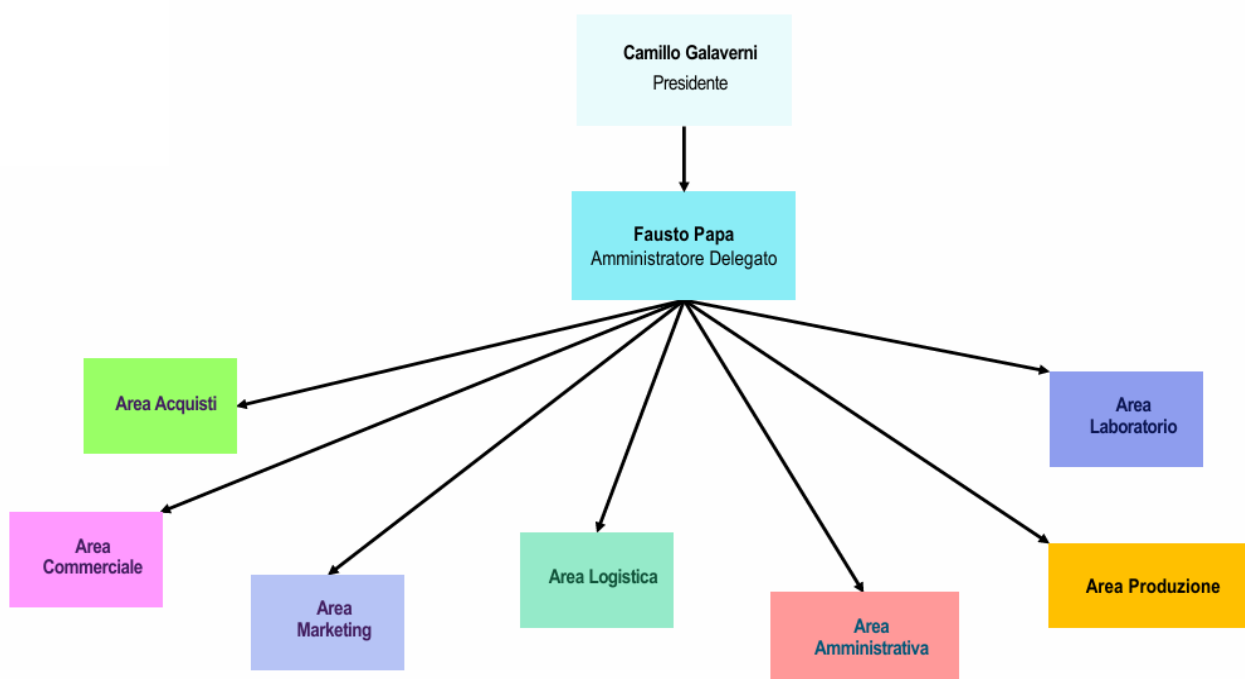 Camillo Galaverni
Presidente
Fausto Papa
Amministratore Delegato
Area Acquisti
Area
Laboratorio
Area
Commerciale
Area
Marketing
Area Logistica
Area
Amministrativa
Area Produzione